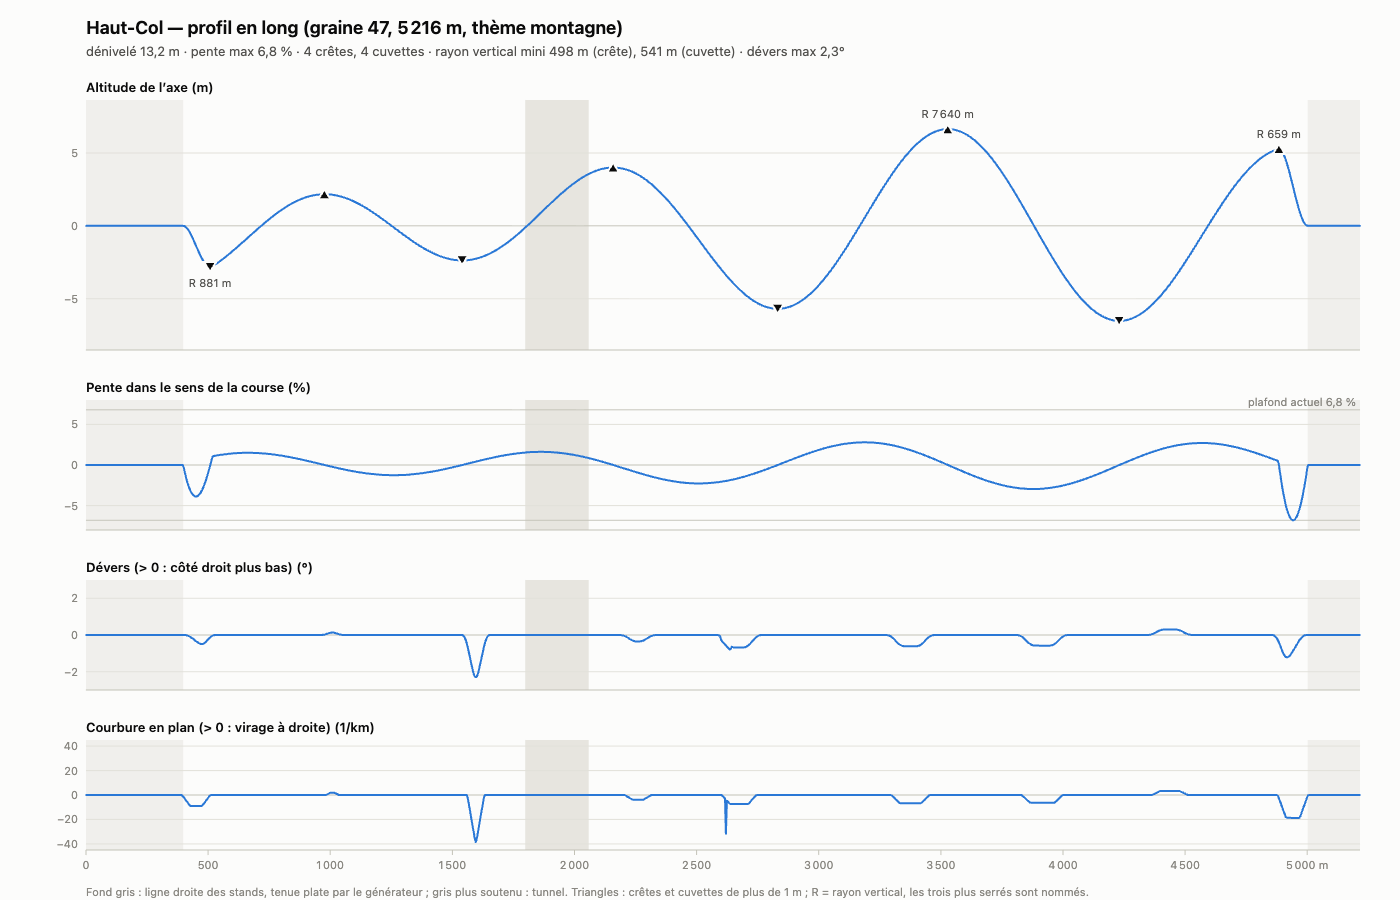 Haut-Col — profil en long (graine 47, 5 216 m, thème montagne)
dénivelé 13,2 m · pente max 6,8 % · 4 crêtes, 4 cuvettes · rayon vertical mini 498 m (crête), 541 m (cuvette) · dévers max 2,3°
Altitude de l’axe (m)
R 7 640 m
R 659 m
5
0
−5
R 881 m
Pente dans le sens de la course (%)
plafond actuel 6,8 %
5
0
−5
Dévers (> 0 : côté droit plus bas) (°)
2
0
−2
Courbure en plan (> 0 : virage à droite) (1/km)
40
20
0
−20
−40
0 500 1 000 1 500 2 000 2 500 3 000 3 500 4 000 4 500 5 000 m
Fond gris : ligne droite des stands, tenue plate par le générateur ; gris plus soutenu : tunnel. Triangles : crêtes et cuvettes de plus de 1 m ; R = rayon vertical, les trois plus serrés sont nommés.